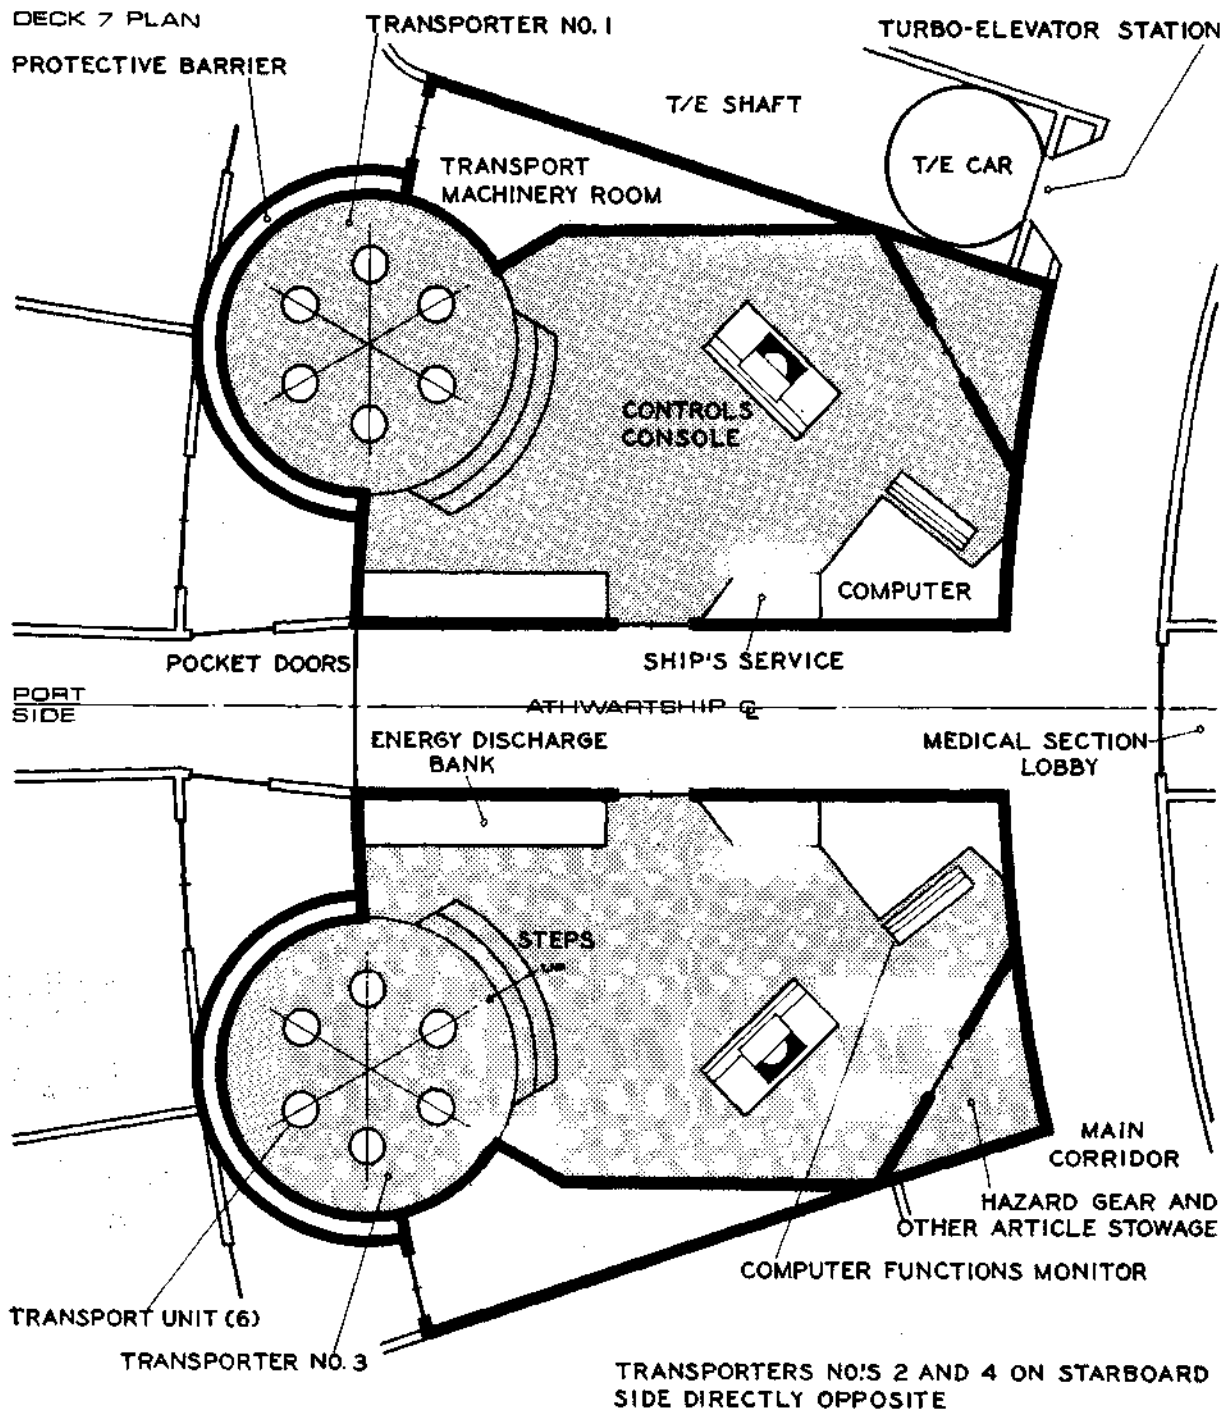 DECK 7 PLAN
TRANSPORTER NO. 1
TURBO-ELEVATOR STATION
PROTECTIVE BARRIER
T/E SHAFT
T/E CAR
TRANSPORT
MACHINERY ROOM
CONTROLS
CONSOLE
COMPUTER
POCKET DOORS
SHIP'S SERVICE
PORT
SIDE
ATHWARTSHIP ℄
ENERGY DISCHARGE
BANK
MEDICAL SECTION
LOBBY
STEPS
MAIN
CORRIDOR
HAZARD GEAR AND
OTHER ARTICLE STOWAGE
COMPUTER FUNCTIONS MONITOR
TRANSPORT UNIT (6)
TRANSPORTER NO. 3
TRANSPORTERS NO.'S 2 AND 4 ON STARBOARD
SIDE DIRECTLY OPPOSITE